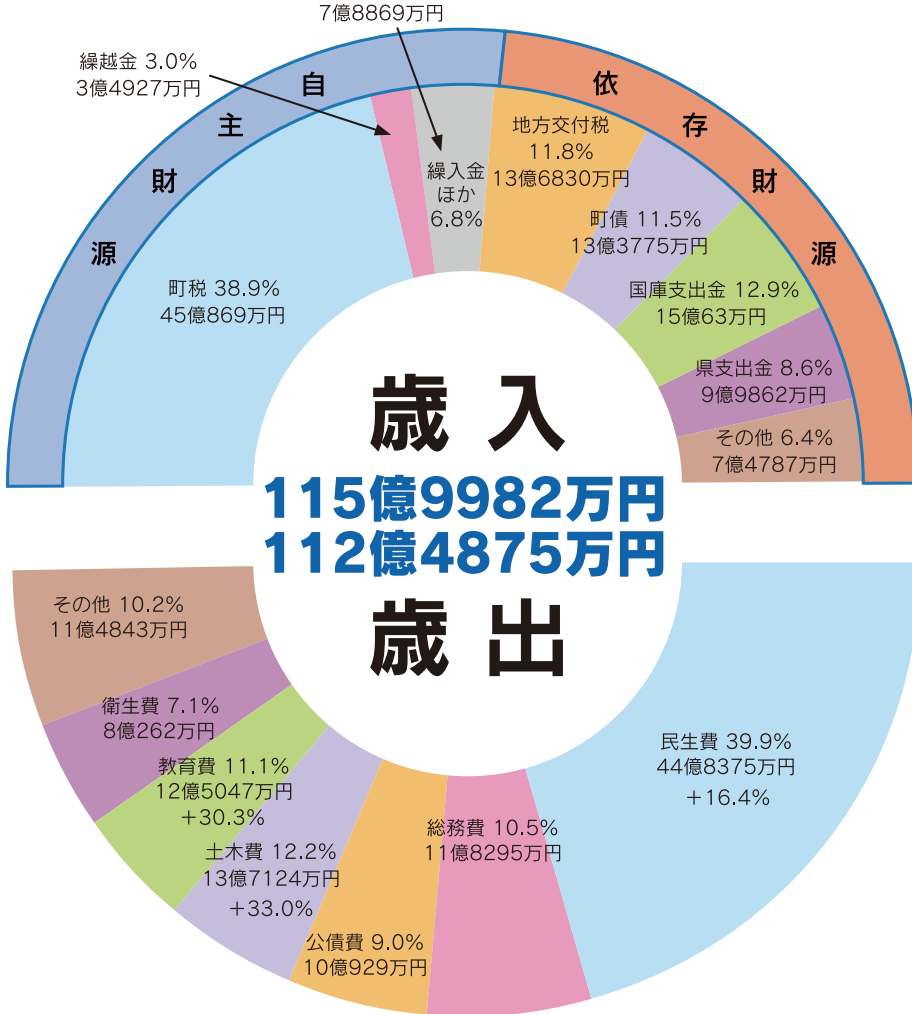 7億8869万円
繰越金 3.0%
3億4927万円
自主財源
依存財源
繰入金
ほか
6.8%
地方交付税
11.8%
13億6830万円
町債 11.5%
13億3775万円
国庫支出金 12.9%
15億63万円
県支出金 8.6%
9億9862万円
その他 6.4%
7億4787万円
町税 38.9%
45億869万円
歳入
115億9982万円
112億4875万円
歳出
その他 10.2%
11億4843万円
衛生費 7.1%
8億262万円
教育費 11.1%
12億5047万円
+30.3%
土木費 12.2%
13億7124万円
+33.0%
公債費 9.0%
10億929万円
総務費 10.5%
11億8295万円
民生費 39.9%
44億8375万円
+16.4%